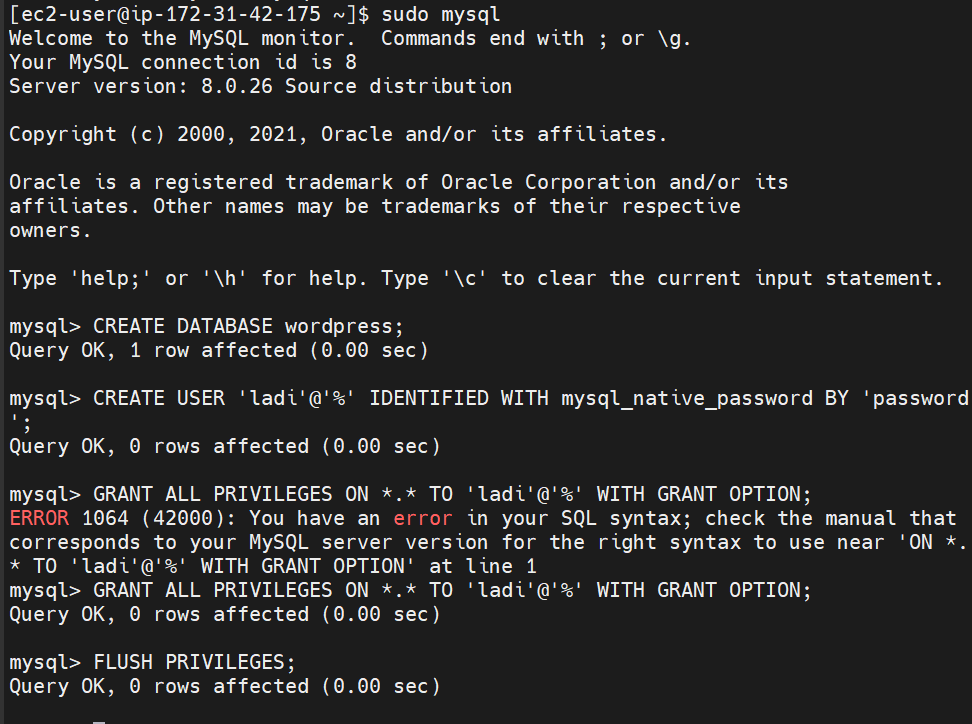 [ec2-user@ip-172-31-42-175 ~]$ sudo mysql
Welcome to the MySQL monitor.  Commands end with ; or \g.
Your MySQL connection id is 8
Server version: 8.0.26 Source distribution

Copyright (c) 2000, 2021, Oracle and/or its affiliates.

Oracle is a registered trademark of Oracle Corporation and/or its
affiliates. Other names may be trademarks of their respective
owners.

Type 'help;' or '\h' for help. Type '\c' to clear the current input statement.

mysql> CREATE DATABASE wordpress;
Query OK, 1 row affected (0.00 sec)

mysql> CREATE USER 'ladi'@'%' IDENTIFIED WITH mysql_native_password BY 'password
';
Query OK, 0 rows affected (0.00 sec)

mysql> GRANT ALL PRIVILEGES ON *.* TO 'ladi'@'%' WITH GRANT OPTION;
ERROR 1064 (42000): You have an error in your SQL syntax; check the manual that
corresponds to your MySQL server version for the right syntax to use near 'ON *.
* TO 'ladi'@'%' WITH GRANT OPTION' at line 1
mysql> GRANT ALL PRIVILEGES ON *.* TO 'ladi'@'%' WITH GRANT OPTION;
Query OK, 0 rows affected (0.00 sec)

mysql> FLUSH PRIVILEGES;
Query OK, 0 rows affected (0.00 sec)